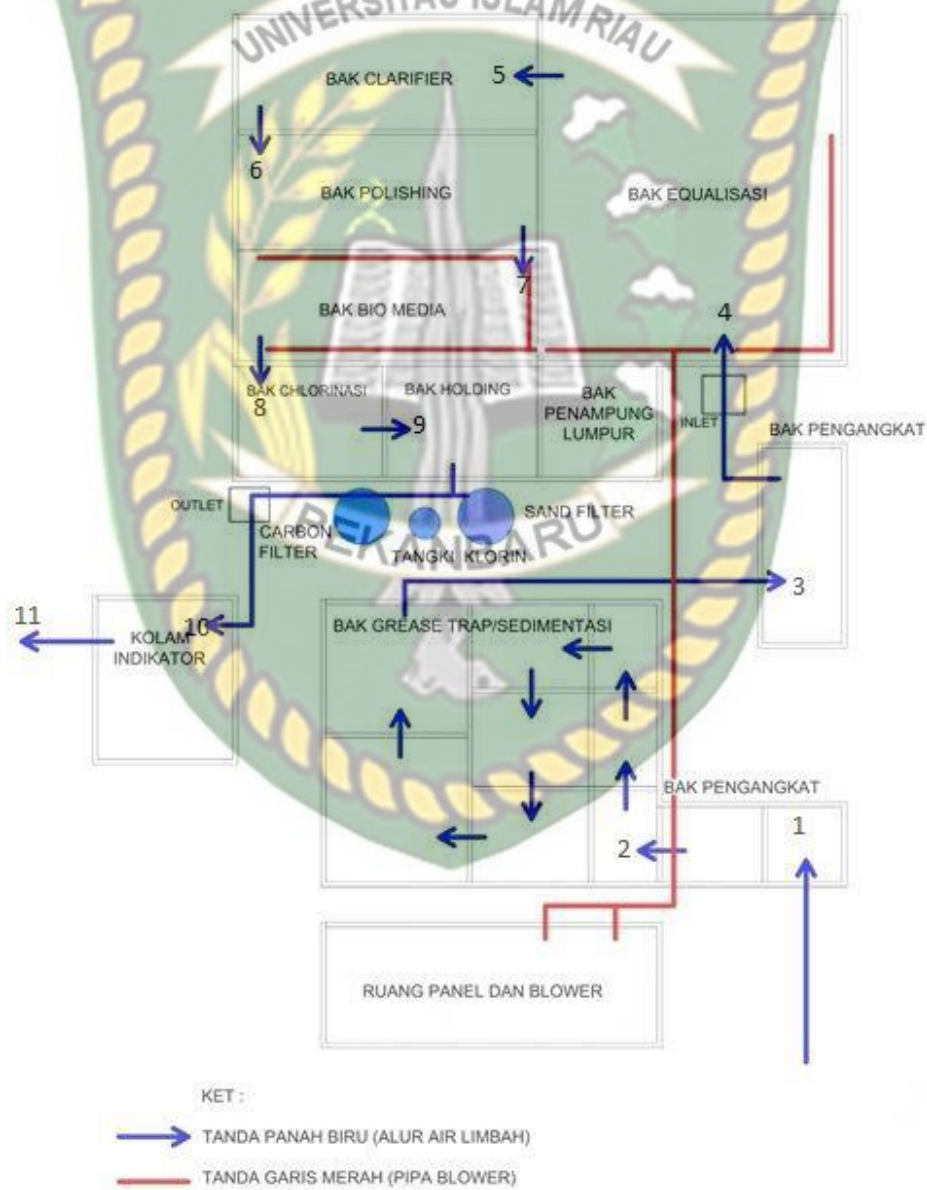 UNIVERSITAS ISLAM RIAU
BAK CLARIFIER
5
6
BAK POLISHING
BAK EQUALISASI
7
BAK BIO MEDIA
4
BAK CHLORINASI
8
BAK HOLDING
9
BAK
PENAMPUNG
LUMPUR
INLET
BAK PENGANGKAT
OUTLET
CARBON
FILTER
SAND FILTER
TANGKI KLORIN
PEKANBARU
3
11
10
KOLAM
INDIKATOR
BAK GREASE TRAP/SEDIMENTASI
BAK PENGANGKAT
1
2
RUANG PANEL DAN BLOWER
KET :
TANDA PANAH BIRU (ALUR AIR LIMBAH)
TANDA GARIS MERAH (PIPA BLOWER)